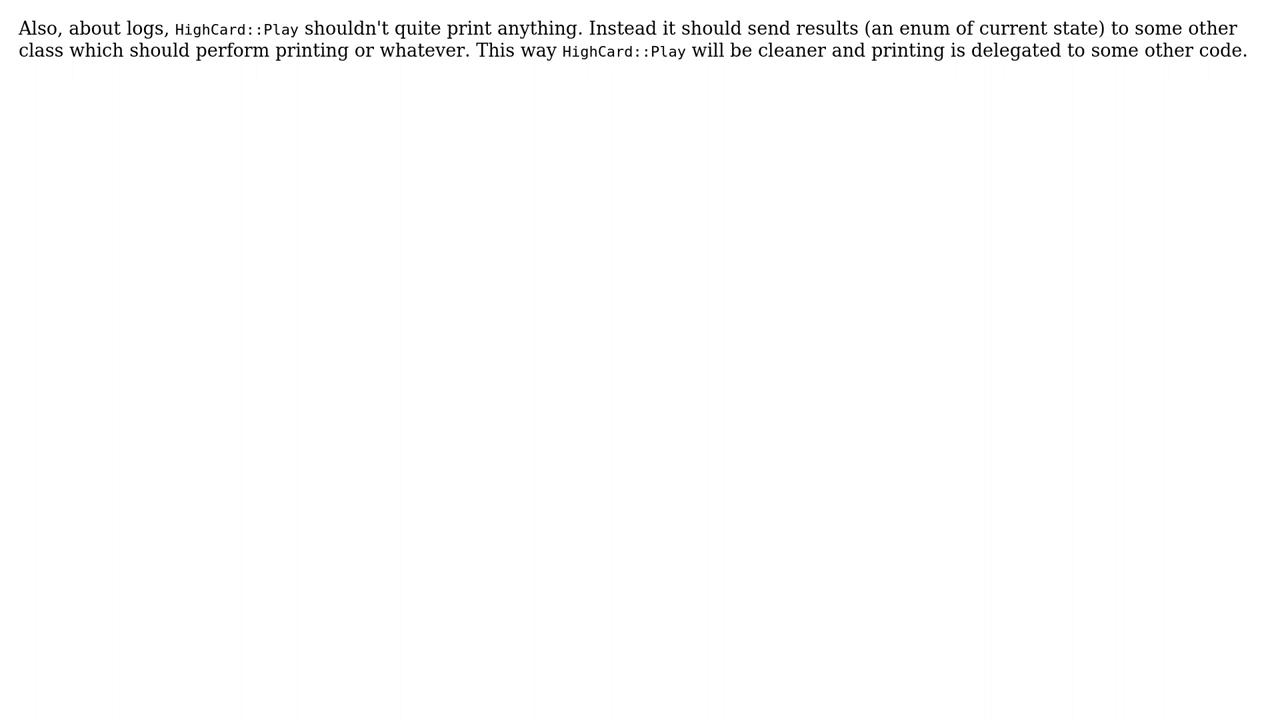 Also, about logs, HighCard::Play shouldn't quite print anything. Instead it should send results (an enum of current state) to some other
class which should perform printing or whatever. This way HighCard::Play will be cleaner and printing is delegated to some other code.